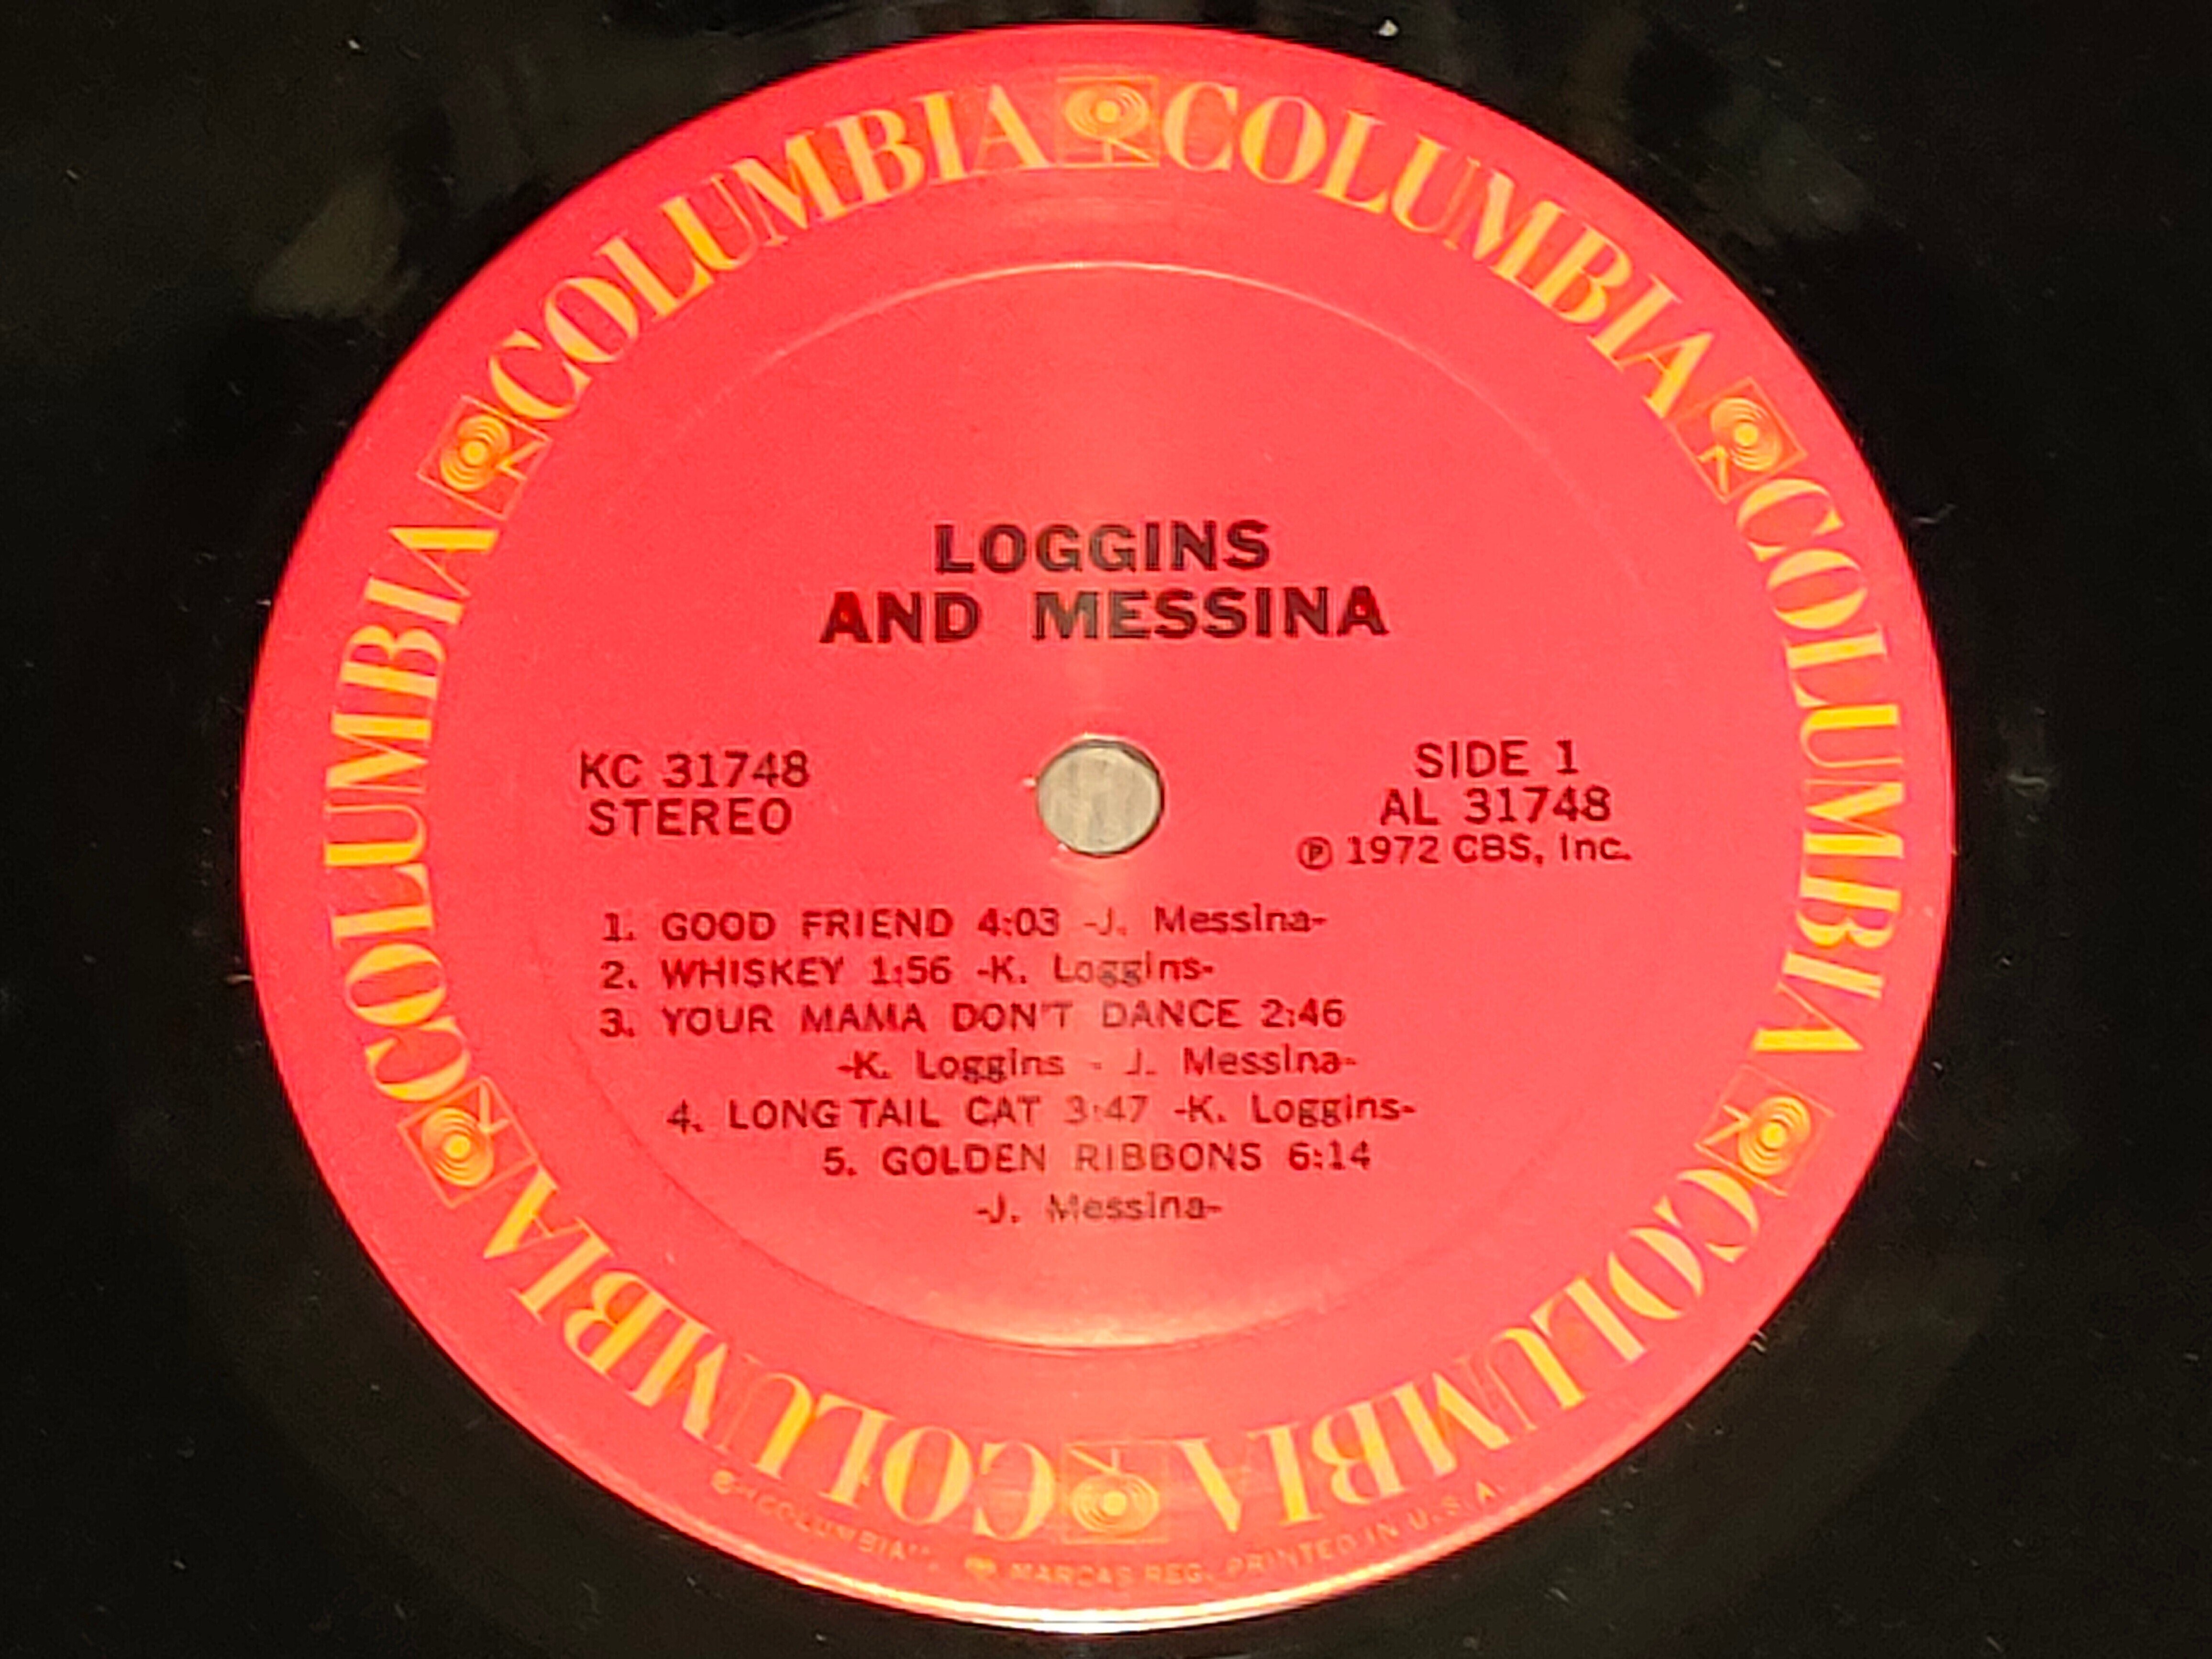 COLUMBIA COLUMBIA COLUMBIA COLUMBIA COLUMBIA COLUMBIA
LOGGINS
AND MESSINA
KC 31748
STEREO
SIDE 1
AL 31748
Ⓟ 1972 CBS, Inc.
1. GOOD FRIEND 4:03 -J. Messina-
2. WHISKEY 1:56 -K. Loggins-
3. YOUR MAMA DON'T DANCE 2:46
-K. Loggins - J. Messina-
4. LONG TAIL CAT 3:47 -K. Loggins-
5. GOLDEN RIBBONS 6:14
-J. Messina-
"COLUMBIA", MARCAS REG. PRINTED IN U.S.A.